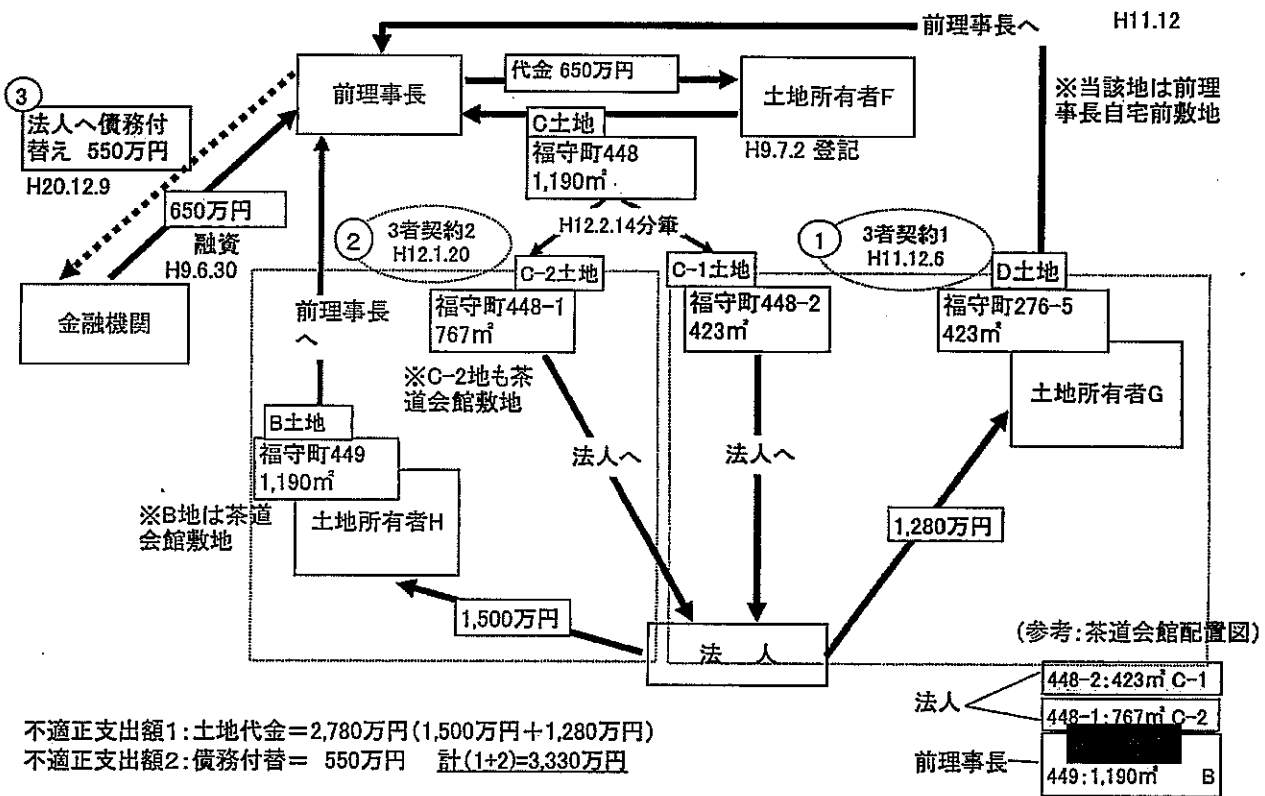 前理事長へ
H11.12
前理事長
代金 650万円
土地所有者F
※当該地は前理
事長自宅前敷地
③
法人へ債務付
替え 550万円
H20.12.9
C土地
福守町448
1,190㎡
H9.7.2 登記
650万円
融資
H9.6.30
② 3者契約2
H12.1.20
H12.2.14分筆
① 3者契約1
H11.12.6
C-2土地
C-1土地
D土地
金融機関
前理事長
へ
福守町448-1
767㎡
福守町448-2
423㎡
福守町276-5
423㎡
※C-2地も茶
道会館敷地
土地所有者G
B土地
福守町449
1,190㎡
法人へ
法人へ
※B地は茶道
会館敷地
土地所有者H
1,280万円
1,500万円
法 人
(参考:茶道会館配置図)
法人
448-2:423㎡ C-1
448-1:767㎡ C-2
前理事長
449:1,190㎡ B
不適正支出額1:土地代金=2,780万円(1,500万円+1,280万円)
不適正支出額2:債務付替= 550万円 計(1+2)=3,330万円